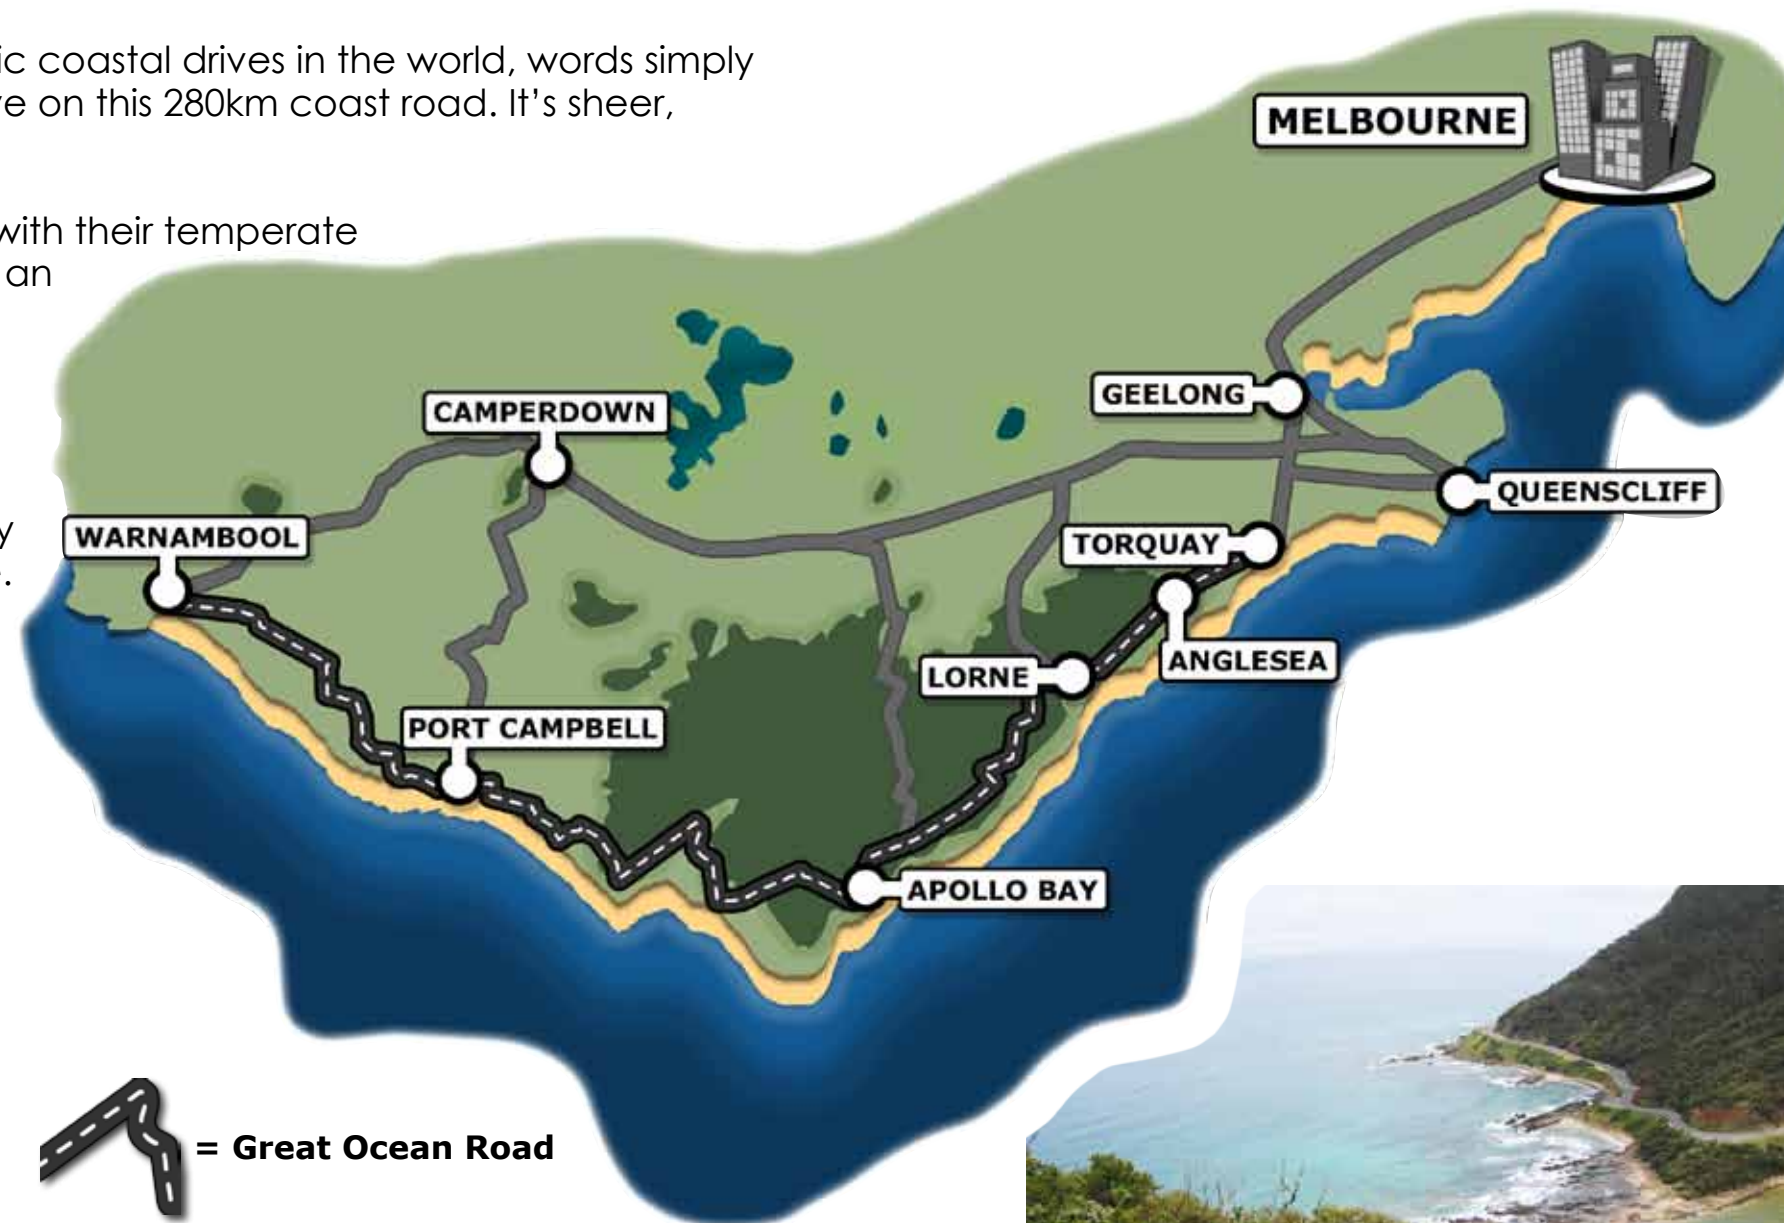 ic coastal drives in the world, words simply
ve on this 280km coast road. It's sheer,
with their temperate
an
y
.
MELBOURNE
GEELONG
CAMPERDOWN
QUEENSCLIFF
WARNAMBOOL
TORQUAY
ANGLESEA
LORNE
PORT CAMPBELL
APOLLO BAY
= Great Ocean Road